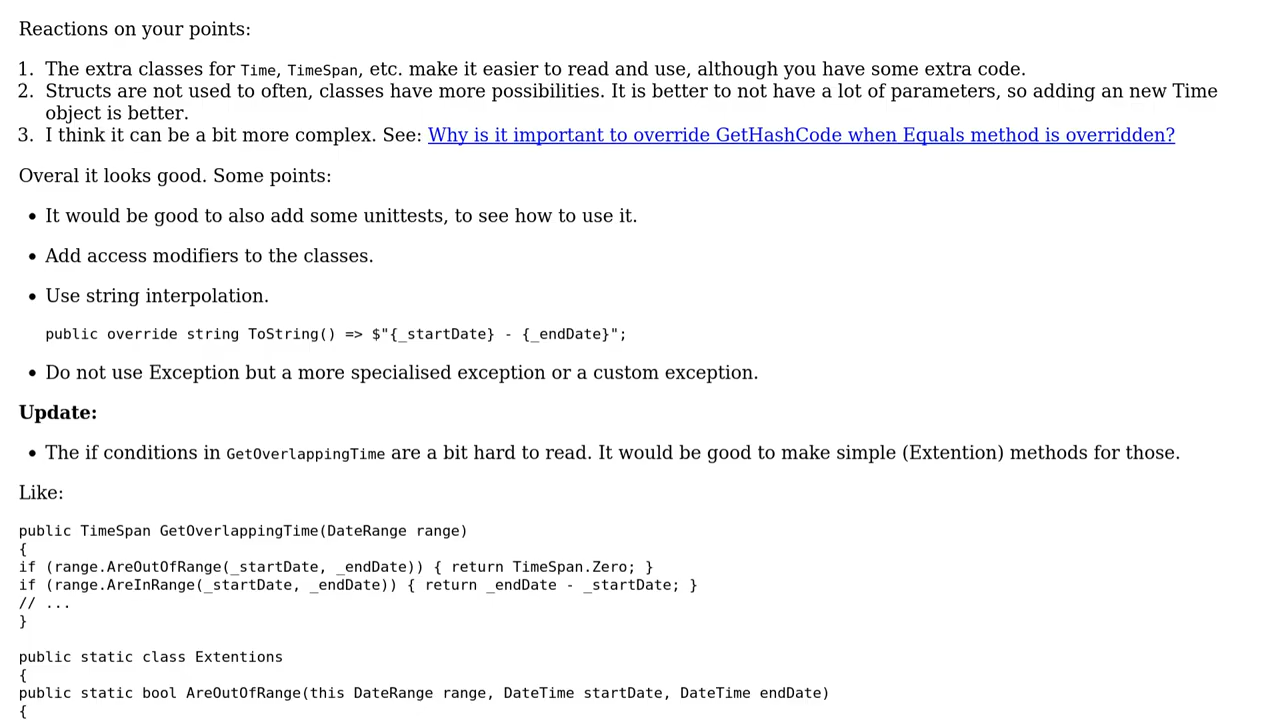 Reactions on your points:
1. The extra classes for Time, TimeSpan, etc. make it easier to read and use, although you have some extra code.
2. Structs are not used to often, classes have more possibilities. It is better to not have a lot of parameters, so adding an new Time
object is better.
3. I think it can be a bit more complex. See: Why is it important to override GetHashCode when Equals method is overridden?
Overal it looks good. Some points:
• It would be good to also add some unittests, to see how to use it.
• Add access modifiers to the classes.
• Use string interpolation.
public override string ToString() => $"{_startDate} - {_endDate}";
• Do not use Exception but a more specialised exception or a custom exception.
Update:
• The if conditions in GetOverlappingTime are a bit hard to read. It would be good to make simple (Extention) methods for those.
Like:
public TimeSpan GetOverlappingTime(DateRange range)
{
if (range.AreOutOfRange(_startDate, _endDate)) { return TimeSpan.Zero; }
if (range.AreInRange(_startDate, _endDate)) { return _endDate - _startDate; }
// ...
}
public static class Extentions
{
public static bool AreOutOfRange(this DateRange range, DateTime startDate, DateTime endDate)
{